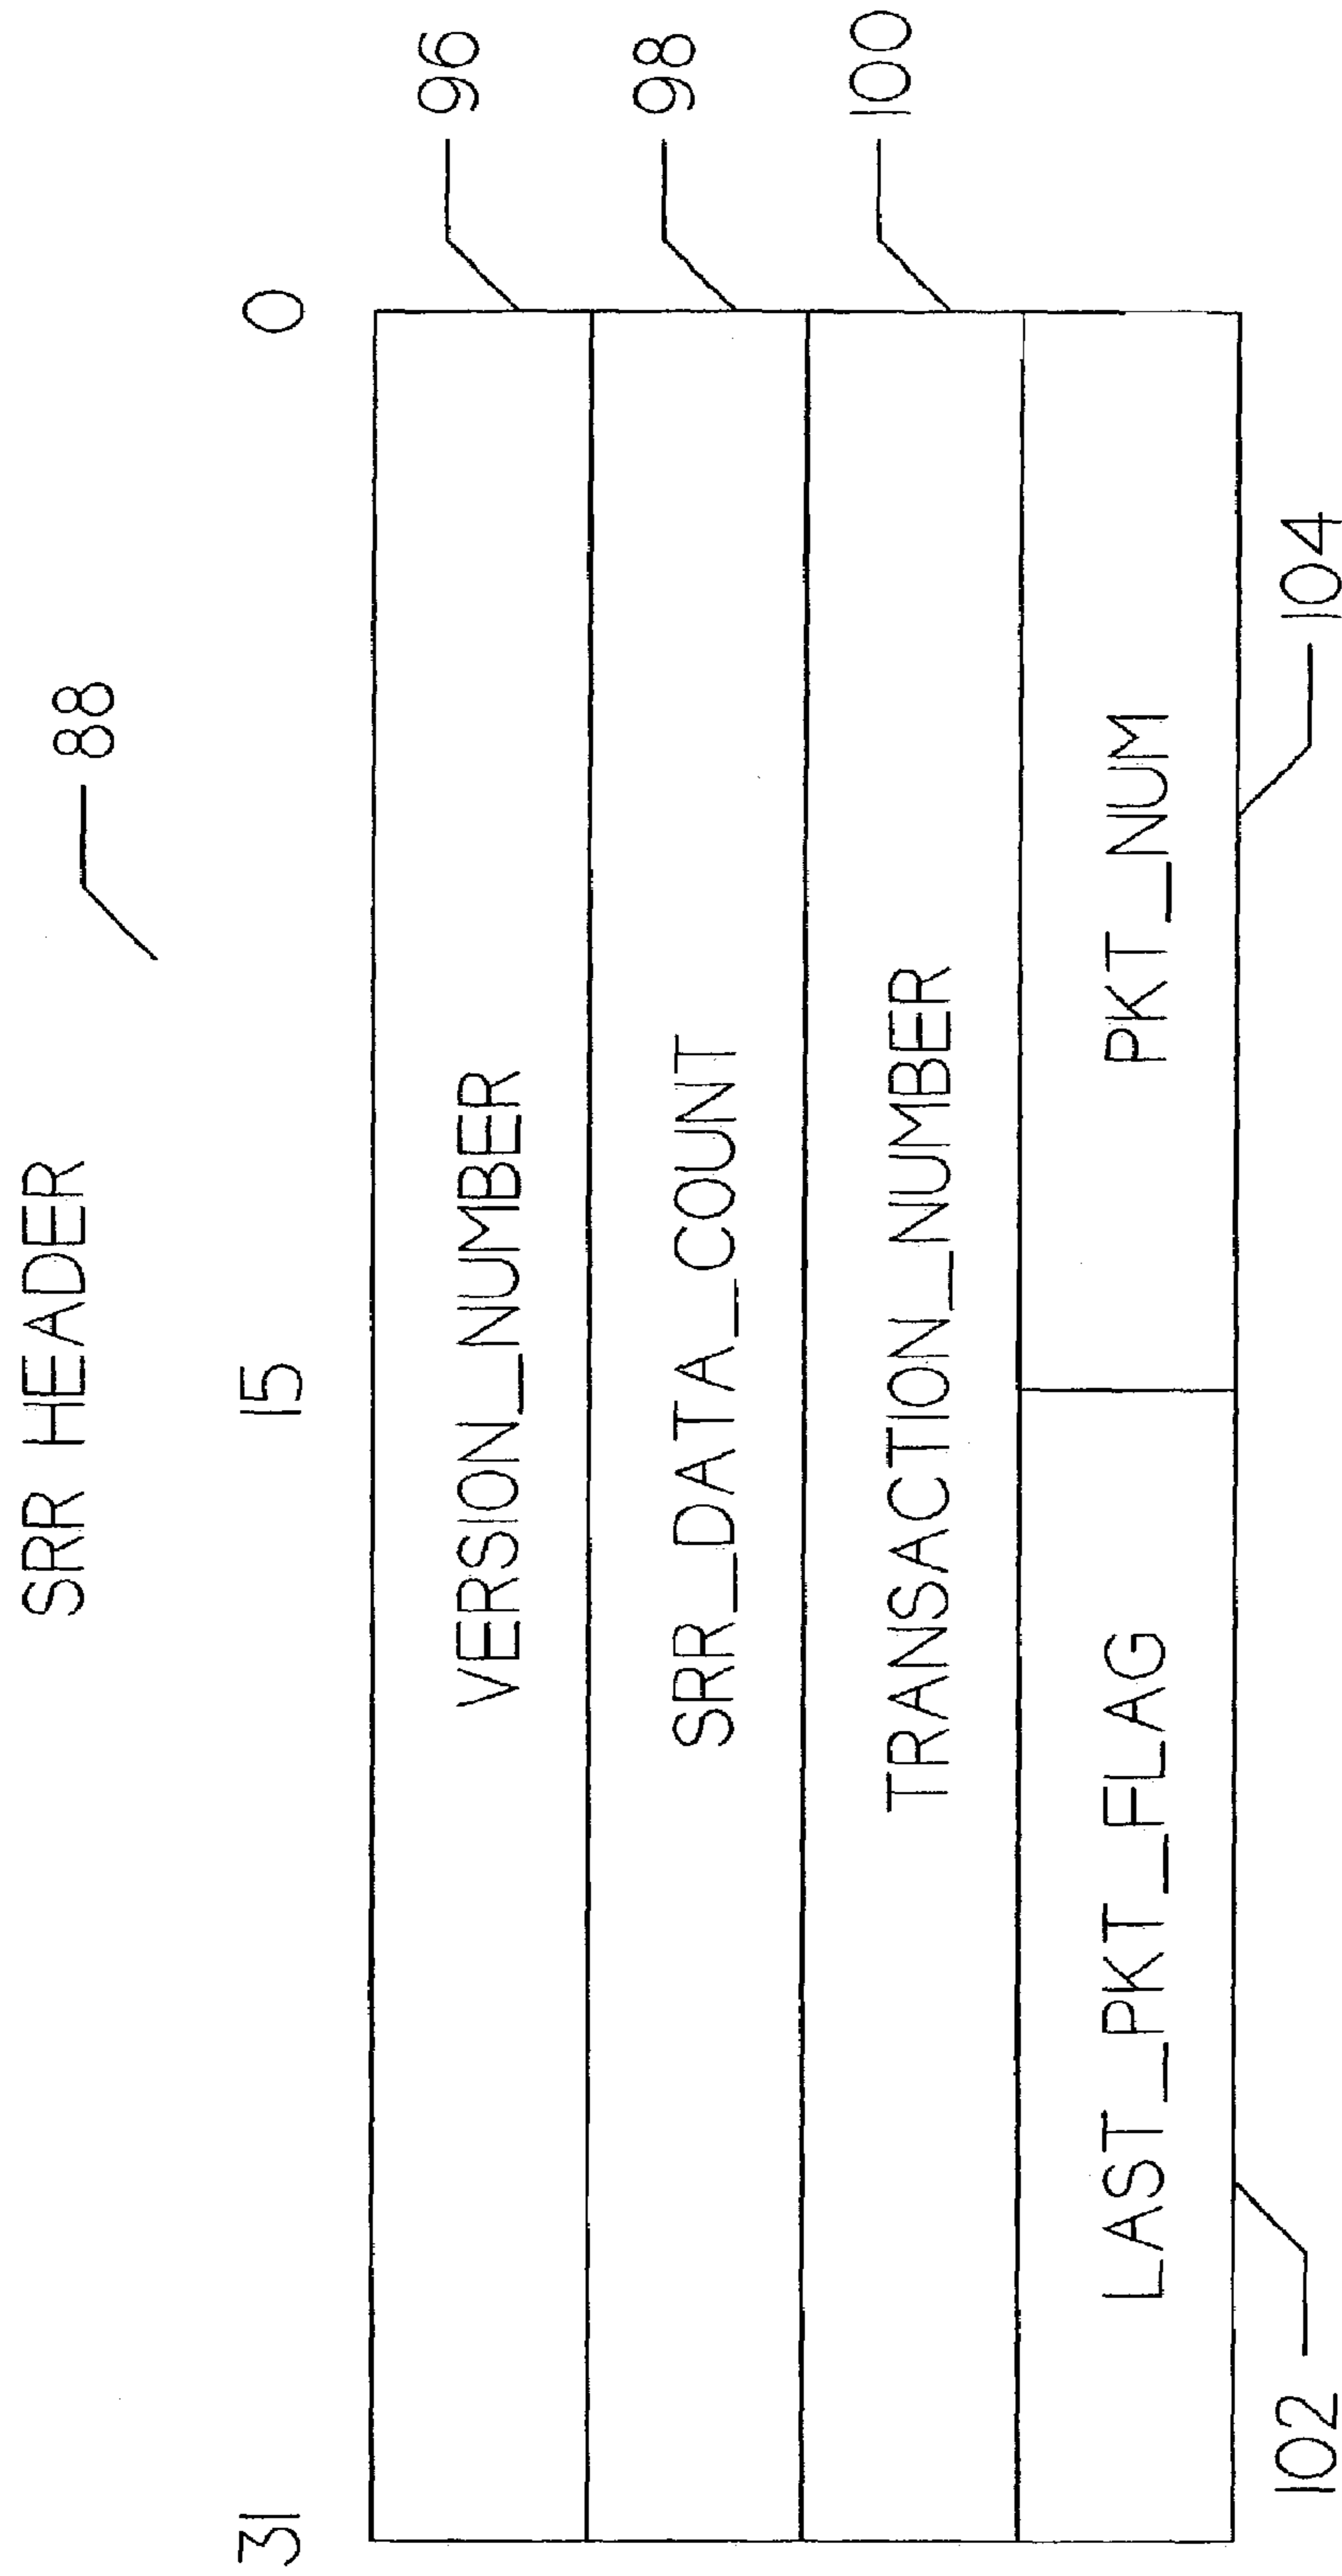 SRR HEADER
88
31 15 0
VERSION_NUMBER 96
SRR_DATA_COUNT 98
TRANSACTION_NUMBER 100
LAST_PKT_FLAG PKT_NUM
102 104